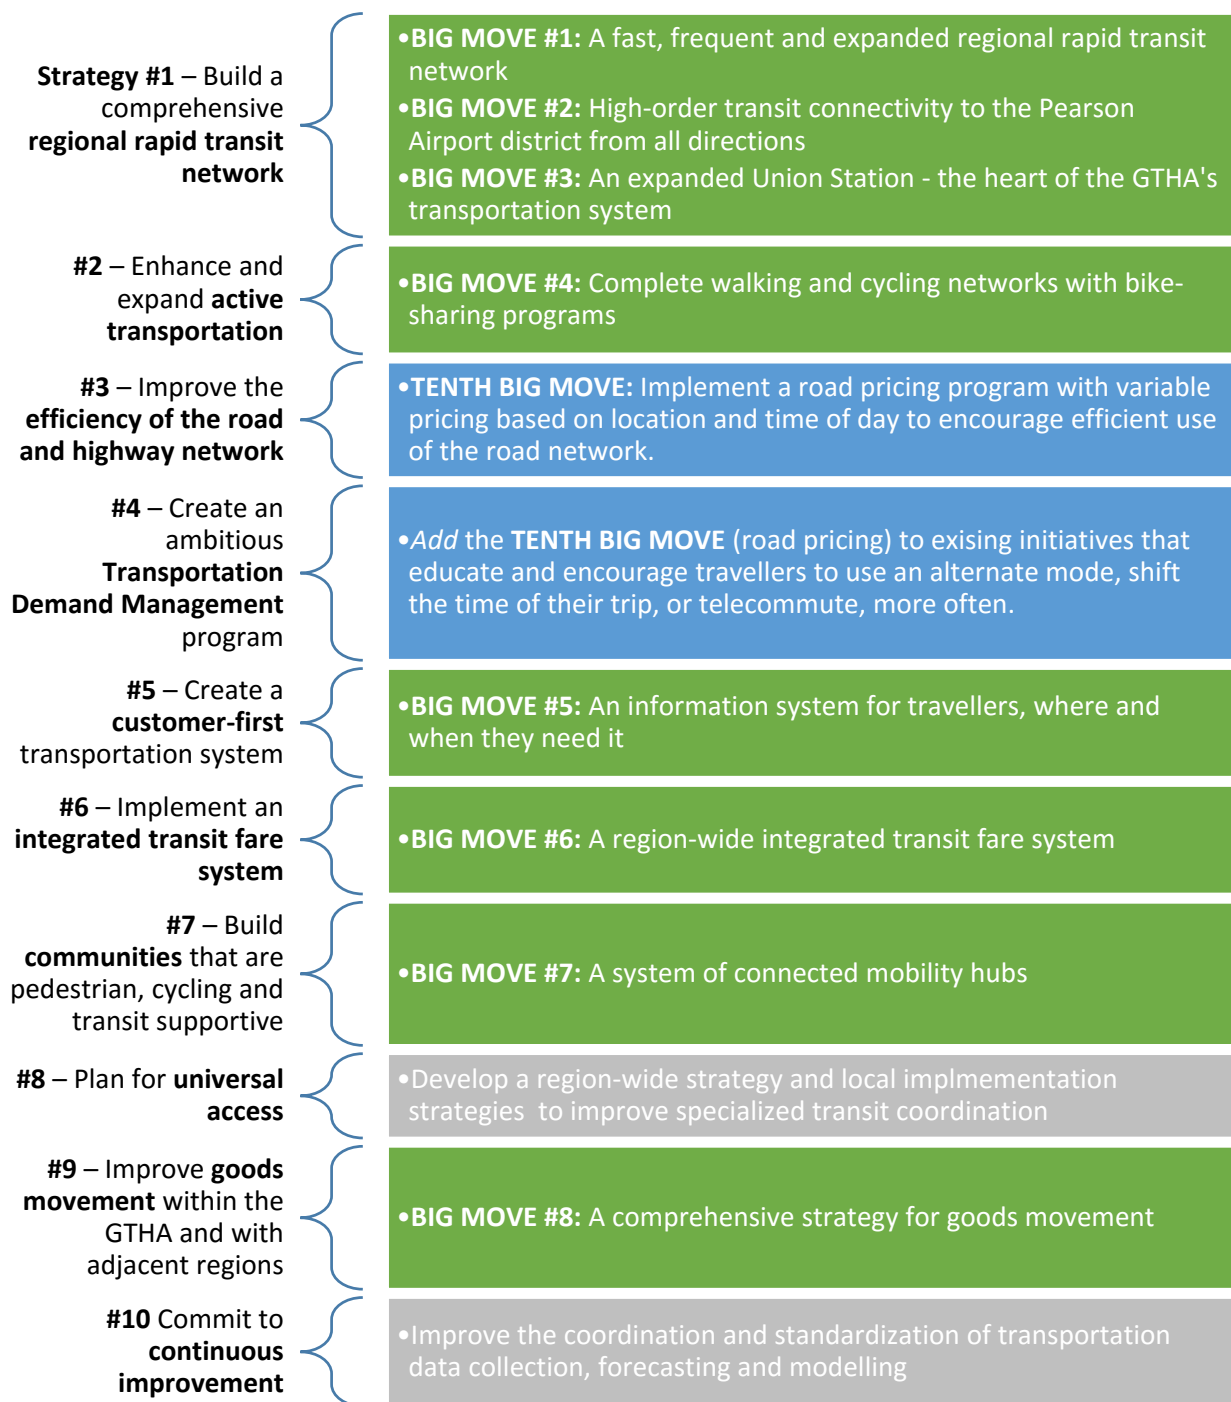 Strategy #1 – Build a
comprehensive
regional rapid transit
network
•BIG MOVE #1: A fast, frequent and expanded regional rapid transit
network
•BIG MOVE #2: High-order transit connectivity to the Pearson
Airport district from all directions
•BIG MOVE #3: An expanded Union Station - the heart of the GTHA's
transportation system
#2 – Enhance and
expand active
transportation
•BIG MOVE #4: Complete walking and cycling networks with bike-
sharing programs
#3 – Improve the
efficiency of the road
and highway network
•TENTH BIG MOVE: Implement a road pricing program with variable
pricing based on location and time of day to encourage efficient use
of the road network.
#4 – Create an
ambitious
Transportation
Demand Management
program
•Add the TENTH BIG MOVE (road pricing) to exising initiatives that
educate and encourage travellers to use an alternate mode, shift
the time of their trip, or telecommute, more often.
#5 – Create a
customer-first
transportation system
•BIG MOVE #5: An information system for travellers, where and
when they need it
#6 – Implement an
integrated transit fare
system
•BIG MOVE #6: A region-wide integrated transit fare system
#7 – Build
communities that are
pedestrian, cycling and
transit supportive
•BIG MOVE #7: A system of connected mobility hubs
#8 – Plan for universal
access
•Develop a region-wide strategy and local implmementation
strategies  to improve specialized transit coordination
#9 – Improve goods
movement within the
GTHA and with
adjacent regions
•BIG MOVE #8: A comprehensive strategy for goods movement
#10 Commit to
continuous
improvement
•Improve the coordination and standardization of transportation
data collection, forecasting and modelling